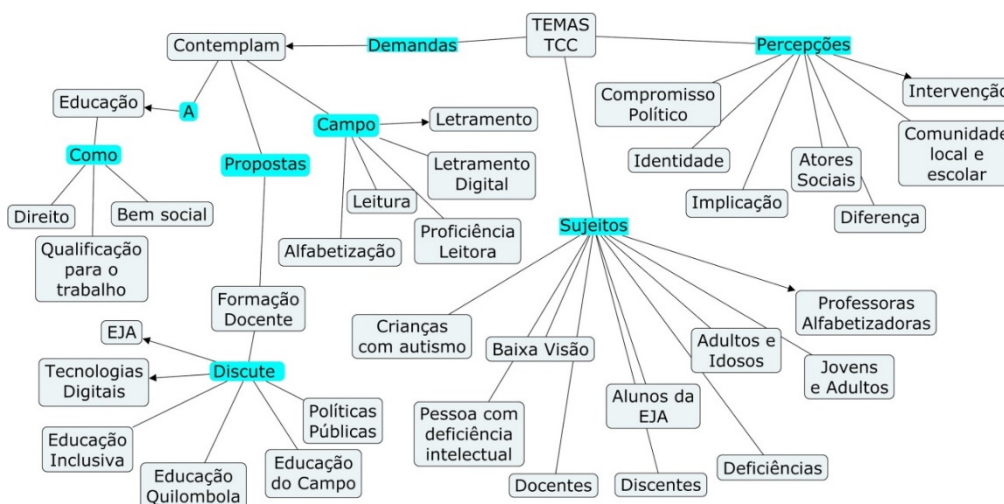 TEMAS
TCC
Demandas
Contemplam
A
Educação
Como
Direito
Qualificação
para o
trabalho
Bem social
Propostas
Formação
Docente
Discute
EJA
Tecnologias
Digitais
Educação
Inclusiva
Educação
Quilombola
Educação
do Campo
Políticas
Públicas
Campo
Letramento
Letramento
Digital
Leitura
Proficiência
Leitora
Alfabetização
Percepções
Compromisso
Político
Identidade
Implicação
Atores
Sociais
Diferença
Comunidade
local e
escolar
Intervenção
Sujeitos
Crianças
com autismo
Baixa Visão
Pessoa com
deficiência
intelectual
Docentes
Alunos da
EJA
Discentes
Deficiências
Adultos e
Idosos
Jovens
e Adultos
Professoras
Alfabetizadoras